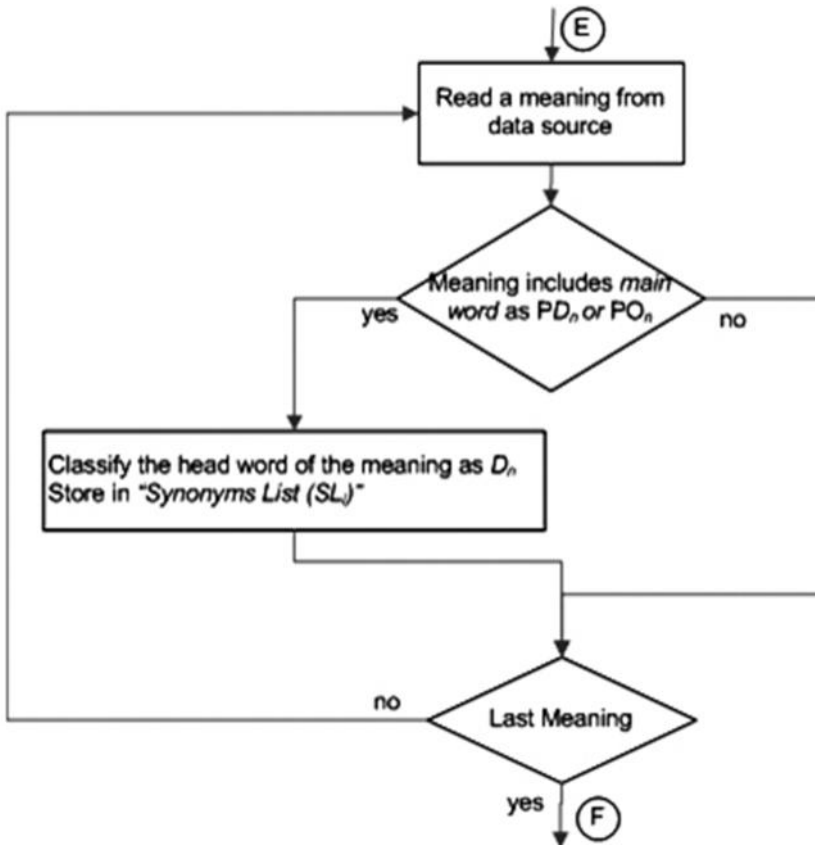 E
Read a meaning from
data source
Meaning includes main
word as PDₙ or POₙ
yes
no
Classify the head word of the meaning as Dₙ
Store in "Synonyms List (SLᵢ)"
no
Last Meaning
yes
F